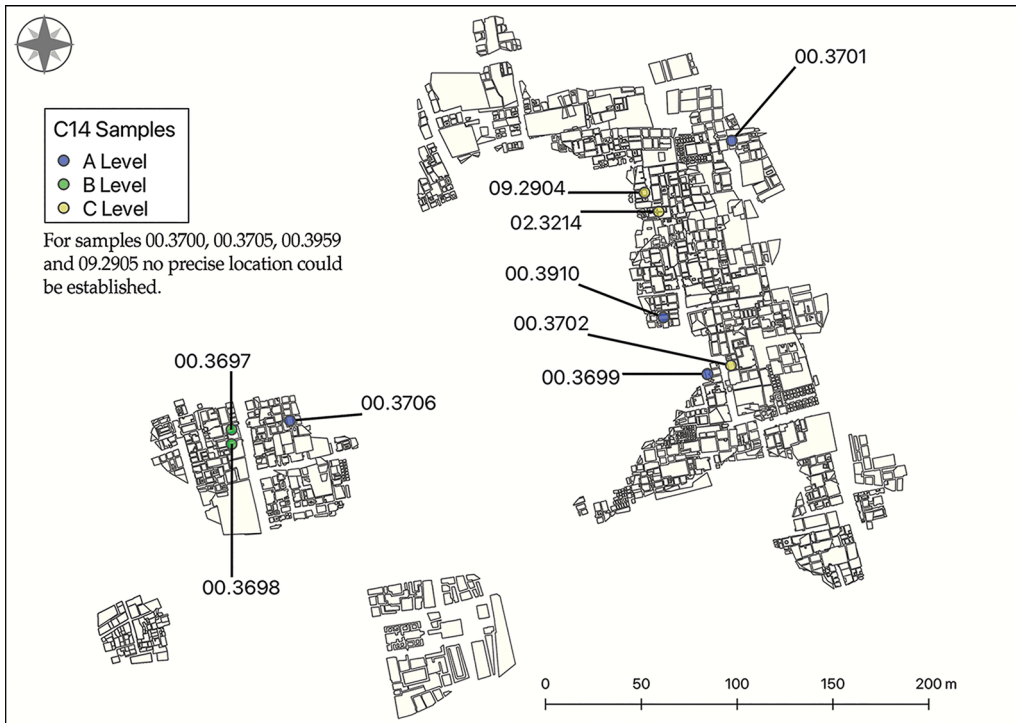 00.3701
C14 Samples
A Level
B Level
C Level
For samples 00.3700, 00.3705, 00.3959
and 09.2905 no precise location could
be established.
09.2904
02.3214
00.3910
00.3702
00.3699
00.3697
00.3706
00.3698
0 50 100 150 200 m